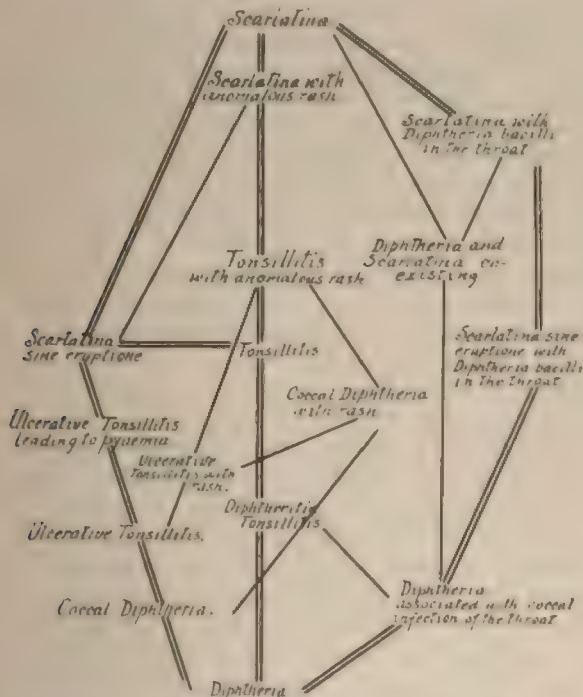 Scarlatina
Scarlatina with
anomalous rash
Scarlatina with
Diphtheria bacilli
in the throat
Tonsillitis
with anomalous rash
Diphtheria and
Scarlatina co-
existing
Scarlatina
sine eruptione
Tonsillitis
Scarlatina sine
eruptione with
Diphtheria bacilli
in the throat
Coccal Diphtheria
with rash
Ulcerative Tonsillitis
leading to pyæmia
Ulcerative
Tonsillitis with
rash.
Diphtheritic
Tonsillitis
Ulcerative Tonsillitis.
Coccal Diphtheria.
Diphtheria
associated with coccal
infection of the throat
Diphtheria